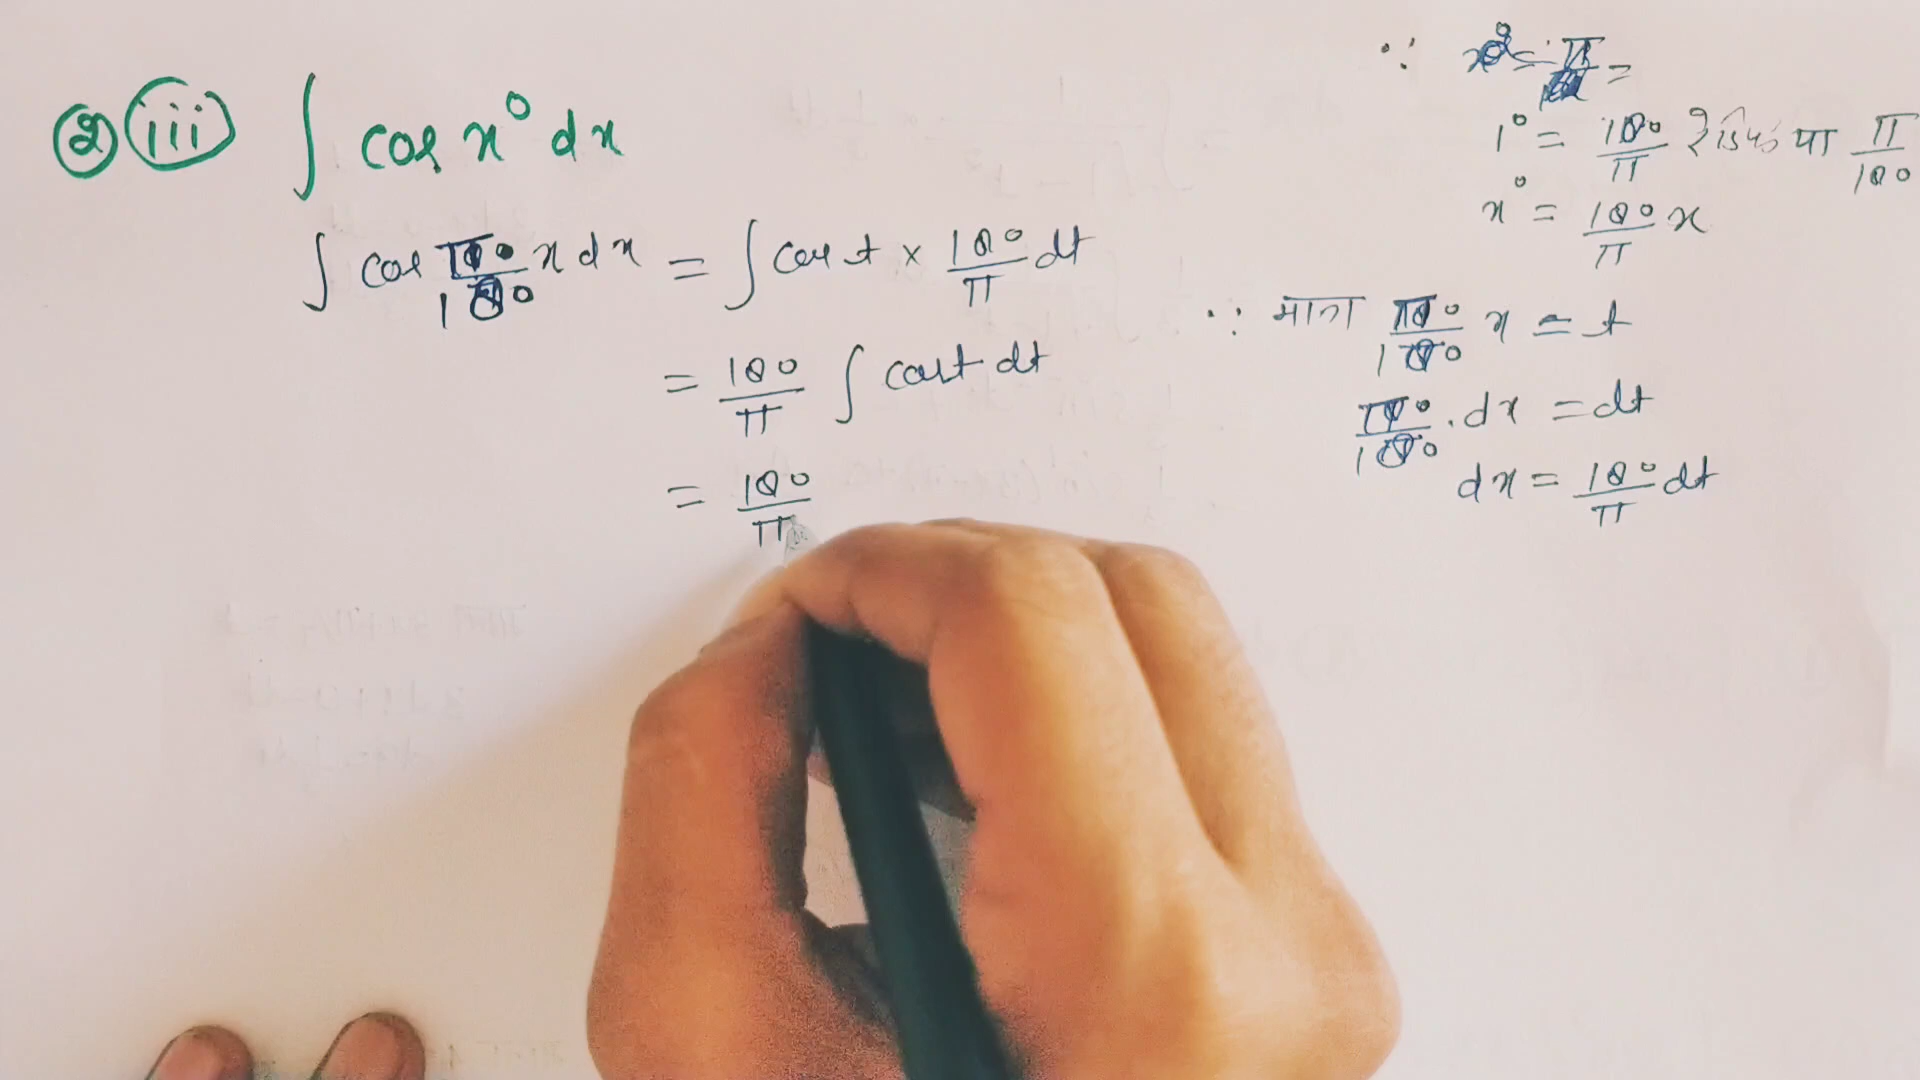 ② (iii) ∫ cos x° dx
∫ cos π/180 x dx = ∫ cos t × 180/π dt
= 180/π ∫ cos t dt
= 180/π
∵
1° = 180/π रेडियन या π/180
x° = 180/π x
∵ माना π/180 x = t
π/180 . dx = dt
dx = 180/π dt